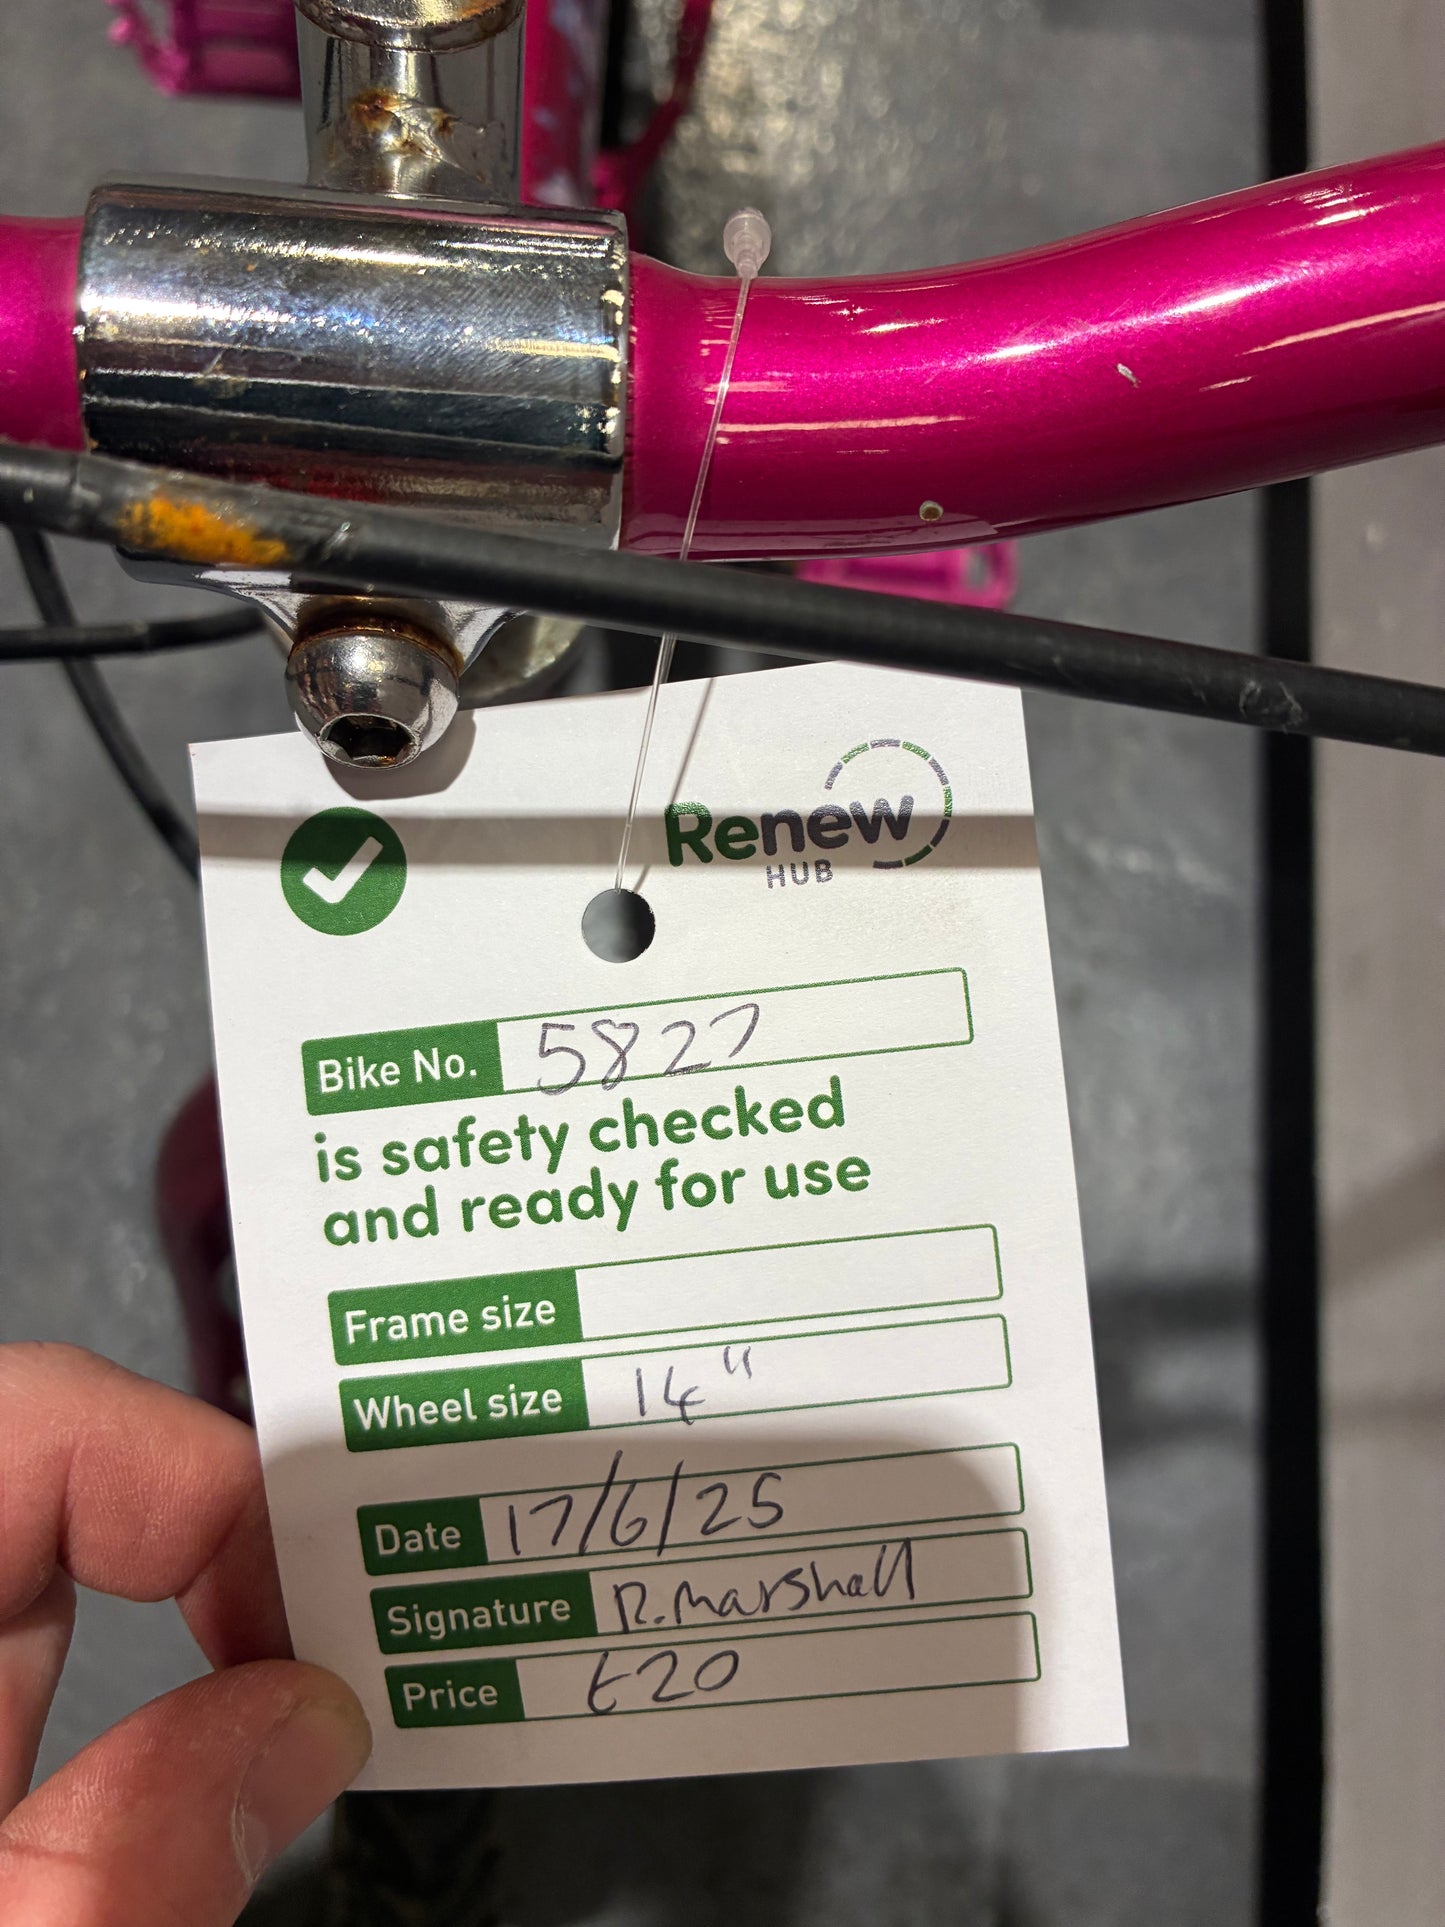 Renew
HUB
Bike No. 5827
is safety checked
and ready for use
Frame size
Wheel size 14"
Date 17/6/25
Signature R.Marshall
Price £20